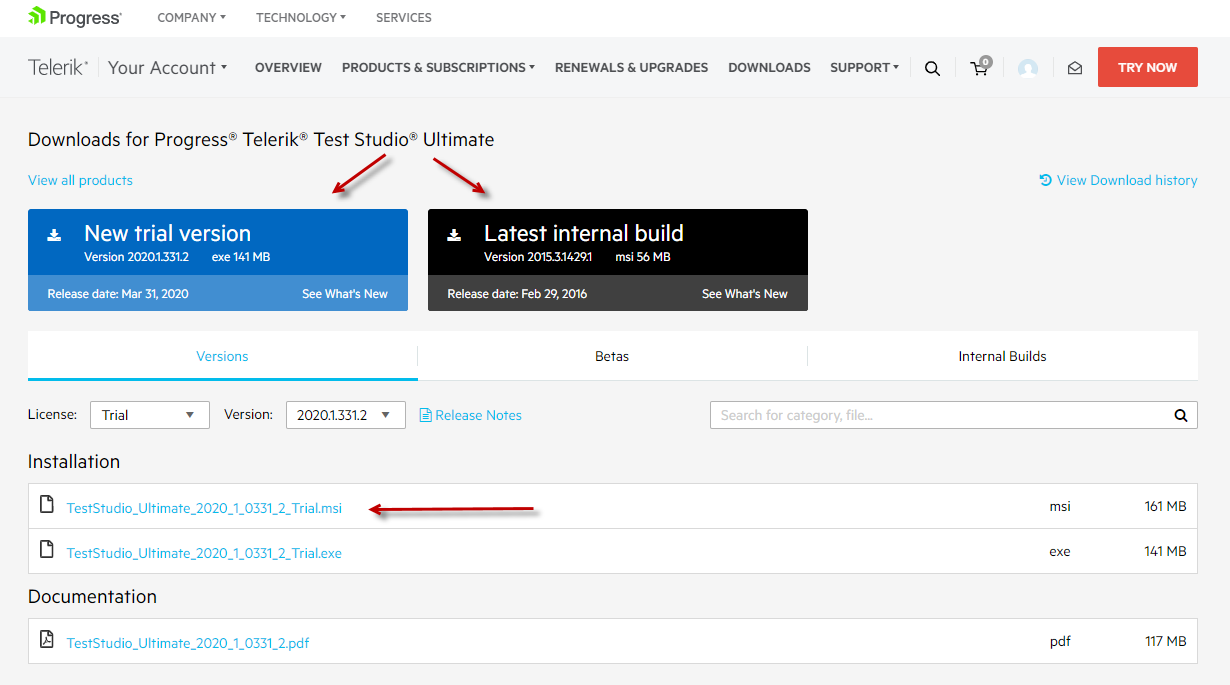 Progress®
COMPANY TECHNOLOGY SERVICES
Telerik® Your Account OVERVIEW PRODUCTS & SUBSCRIPTIONS RENEWALS & UPGRADES DOWNLOADS SUPPORT 0 TRY NOW
Downloads for Progress® Telerik® Test Studio® Ultimate
View all products View Download history
New trial version
Version 2020.1.331.2 exe 141 MB
Release date: Mar 31, 2020 See What's New
Latest internal build
Version 2015.3.1429.1 msi 56 MB
Release date: Feb 29, 2016 See What's New
Versions Betas Internal Builds
License: Trial Version: 2020.1.331.2 Release Notes Search for category, file...
Installation
TestStudio_Ultimate_2020_1_0331_2_Trial.msi msi 161 MB
TestStudio_Ultimate_2020_1_0331_2_Trial.exe exe 141 MB
Documentation
TestStudio_Ultimate_2020_1_0331_2.pdf pdf 117 MB